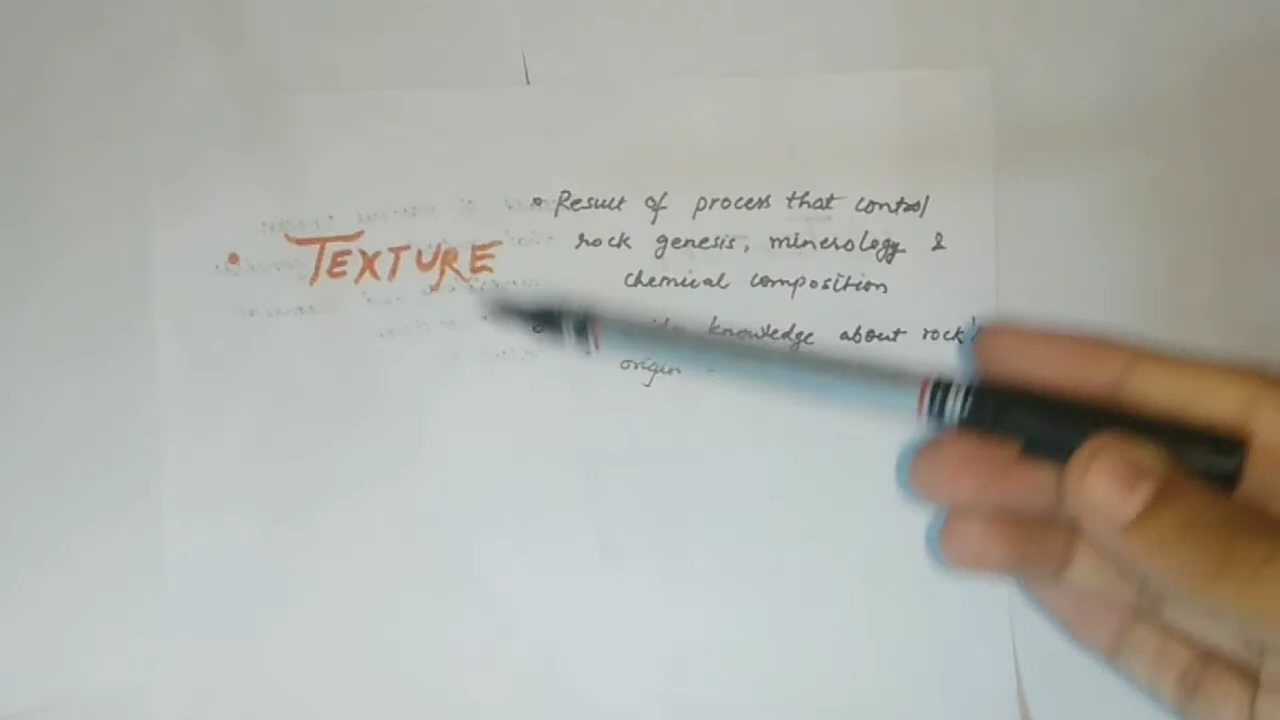 TEXTURE
Result of process that control
rock genesis, minerology &
chemical composition
knowledge about rock's
origin